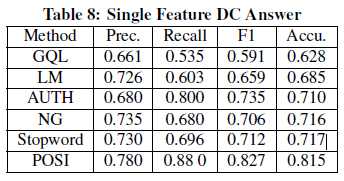 Table 8: Single Feature DC Answer
Method Prec. Recall F1 Accu.
GQL 0.661 0.535 0.591 0.628
LM 0.726 0.603 0.659 0.685
AUTH 0.680 0.800 0.735 0.710
NG 0.735 0.680 0.706 0.716
Stopword 0.730 0.696 0.712 0.717
POSI 0.780 0.88 0 0.827 0.815